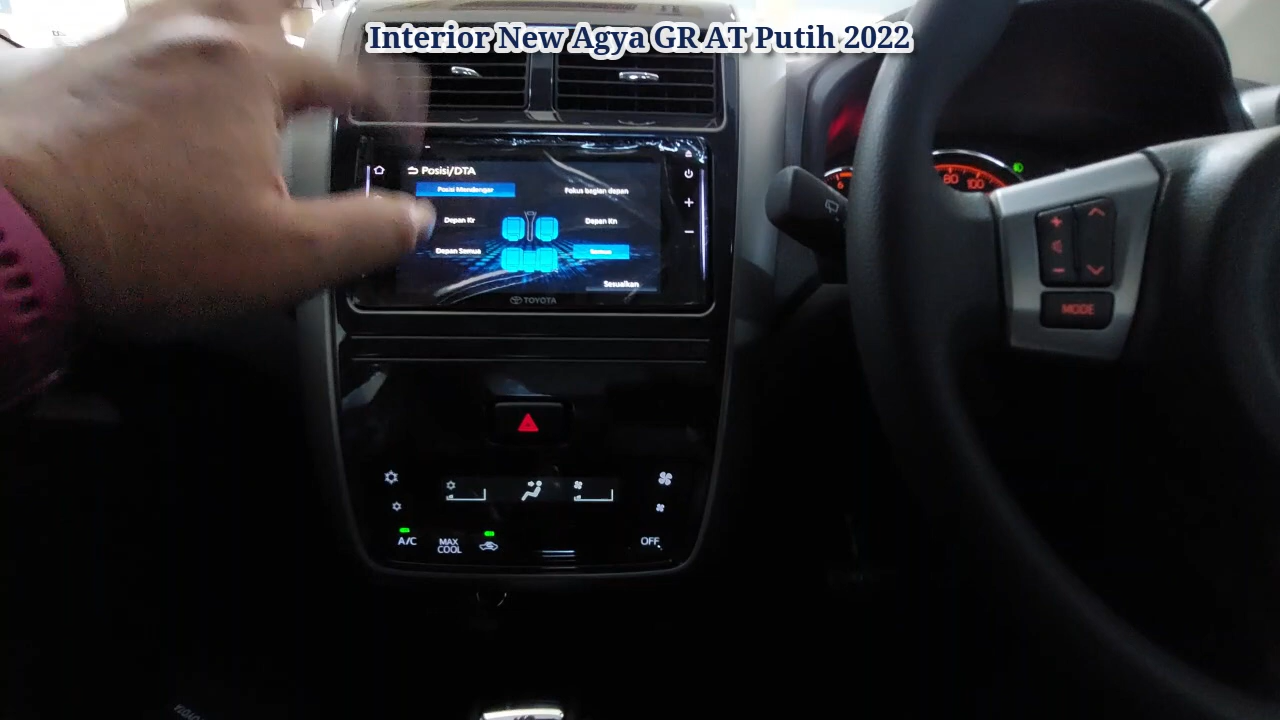 Interior New Agya GR AT Putih 2022
Posisi/DTA
Posisi Mendengar
Fokus bagian depan
Depan Kr
Depan Kn
Depan Semua
Semua
Sesuaikan
TOYOTA
80
100
MODE
A/C
MAX COOL
OFF